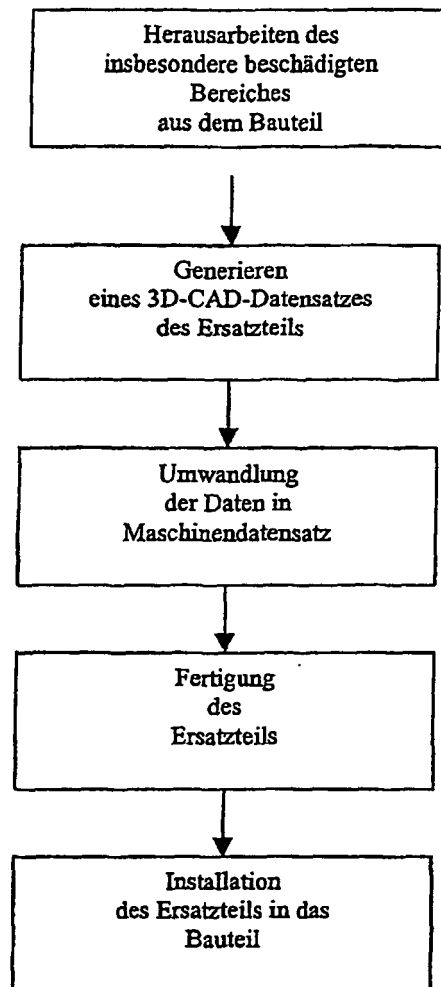 Herausarbeiten des
insbesondere beschädigten
Bereiches
aus dem Bauteil
Generieren
eines 3D-CAD-Datensatzes
des Ersatzteils
Umwandlung
der Daten in
Maschinendatensatz
Fertigung
des
Ersatzteils
Installation
des Ersatzteils in das
Bauteil